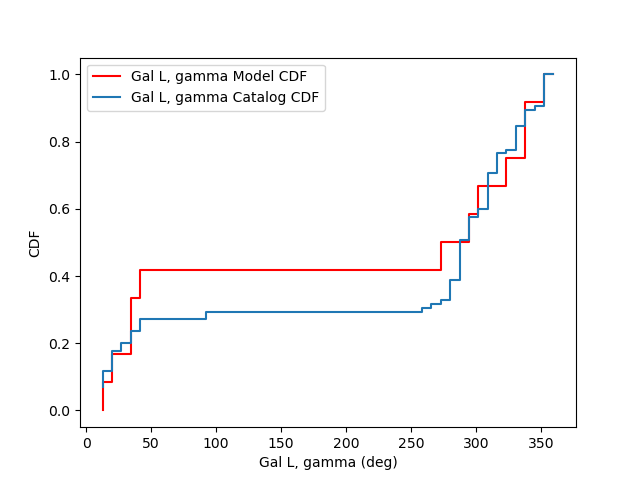 Gal L, gamma Model CDF
Gal L, gamma Catalog CDF
1.0
0.8
0.6
0.4
0.2
0.0
CDF
0 50 100 150 200 250 300 350
Gal L, gamma (deg)